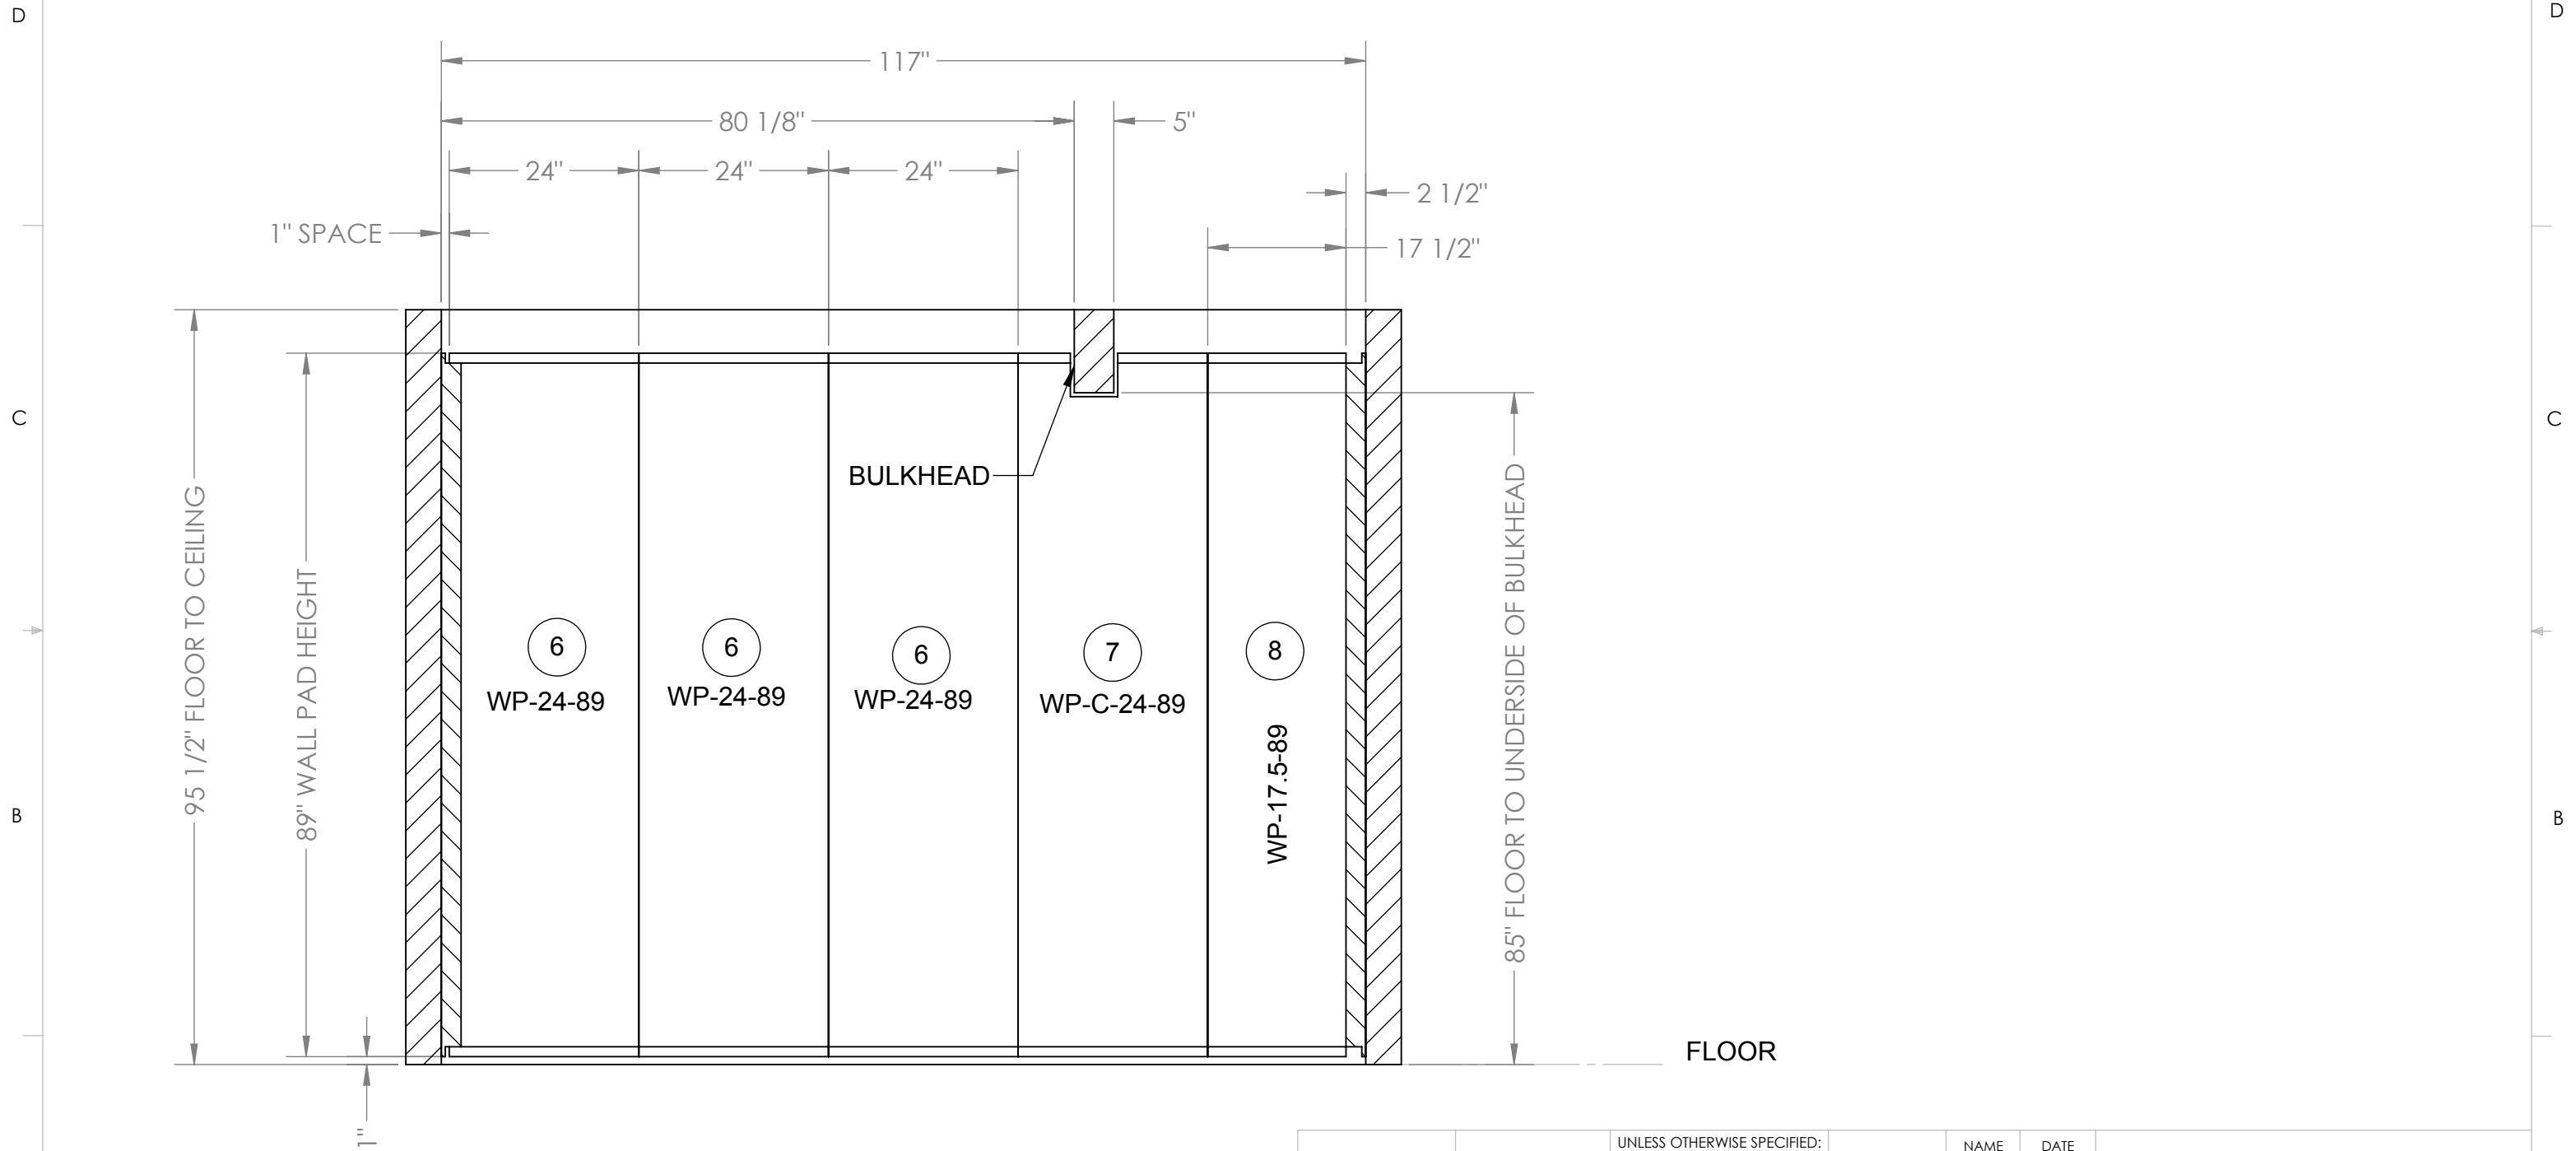 D
D
117"
80 1/8"
5"
24"
24"
24"
2 1/2"
1" SPACE
17 1/2"
C
C
BULKHEAD
95 1/2" FLOOR TO CEILING
89" WALL PAD HEIGHT
85" FLOOR TO UNDERSIDE OF BULKHEAD
6
6
6
7
8
WP-24-89
WP-24-89
WP-24-89
WP-C-24-89
WP-17.5-89
B
B
FLOOR
1"
UNLESS OTHERWISE SPECIFIED:
NAME
DATE